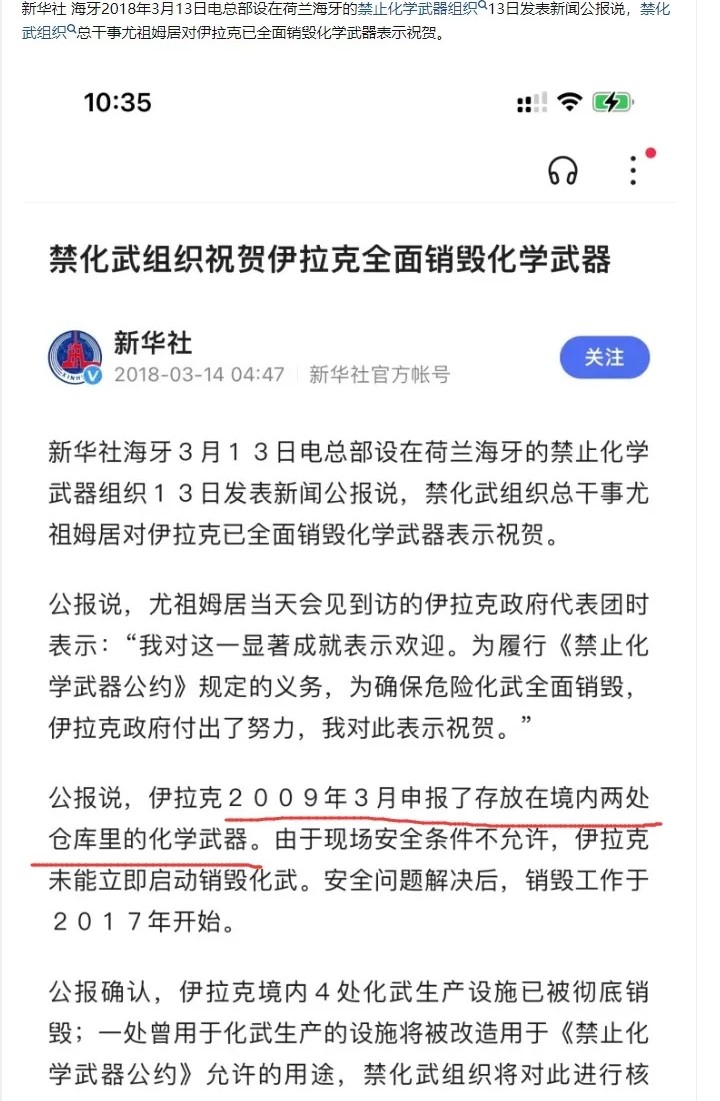 新华社 海牙2018年3月13日电总部设在荷兰海牙的禁止化学武器组织13日发表新闻公报说，禁化
武组织总干事尤祖姆居对伊拉克已全面销毁化学武器表示祝贺。
10:35
禁化武组织祝贺伊拉克全面销毁化学武器
新华社
2018-03-14 04:47 新华社官方帐号
关注
新华社海牙３月１３日电总部设在荷兰海牙的禁止化学
武器组织１３日发表新闻公报说，禁化武组织总干事尤
祖姆居对伊拉克已全面销毁化学武器表示祝贺。
公报说，尤祖姆居当天会见到访的伊拉克政府代表团时
表示：“我对这一显著成就表示欢迎。为履行《禁止化
学武器公约》规定的义务，为确保危险化武全面销毁，
伊拉克政府付出了努力，我对此表示祝贺。”
公报说，伊拉克２００９年３月申报了存放在境内两处
仓库里的化学武器。由于现场安全条件不允许，伊拉克
未能立即启动销毁化武。安全问题解决后，销毁工作于
２０１７年开始。
公报确认，伊拉克境内４处化武生产设施已被彻底销
毁；一处曾用于化武生产的设施将被改造用于《禁止化
学武器公约》允许的用途，禁化武组织将对此进行核